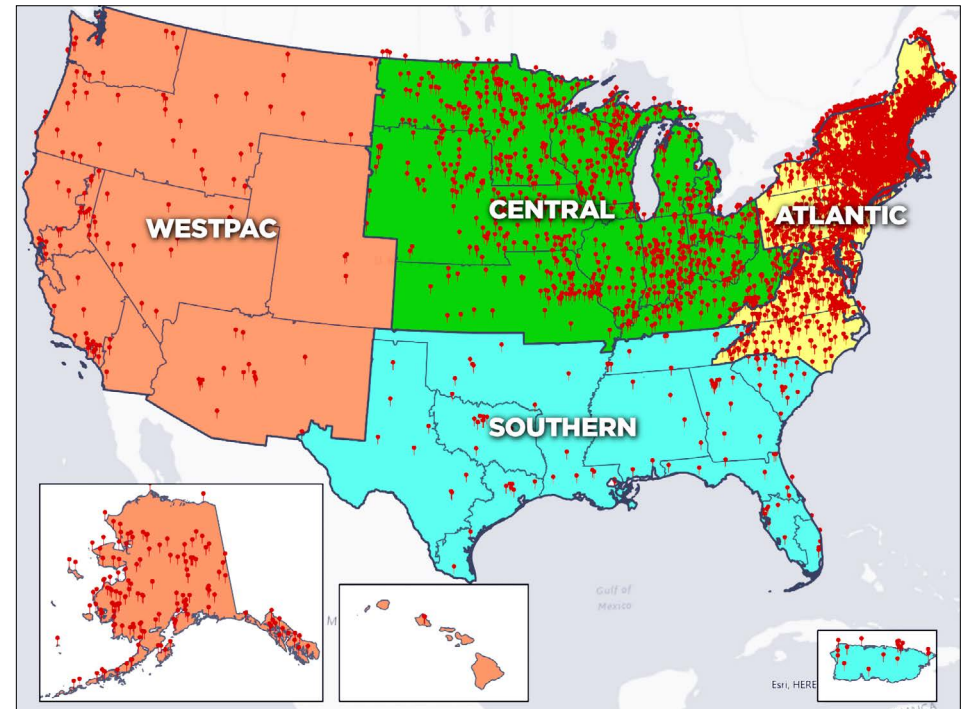 WESTPAC
CENTRAL
ATLANTIC
SOUTHERN
Gulf of
Mexico
M
Esri, HERE